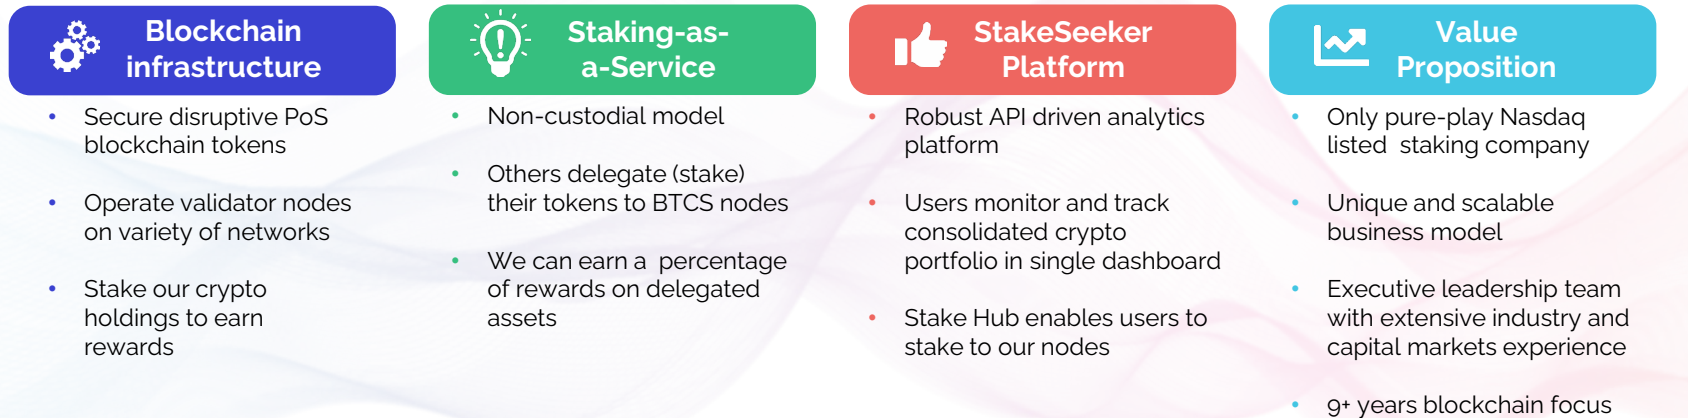 Blockchain
infrastructure
• Secure disruptive PoS
blockchain tokens
• Operate validator nodes
on variety of networks
• Stake our crypto
holdings to earn
rewards
Staking-as-
a-Service
• Non-custodial model
• Others delegate (stake)
their tokens to BTCS nodes
• We can earn a  percentage
of rewards on delegated
assets
StakeSeeker
Platform
• Robust API driven analytics
platform
• Users monitor and track
consolidated crypto
portfolio in single dashboard
• Stake Hub enables users to
stake to our nodes
Value
Proposition
• Only pure-play Nasdaq
listed  staking company
• Unique and scalable
business model
• Executive leadership team
with extensive industry and
capital markets experience
• 9+ years blockchain focus